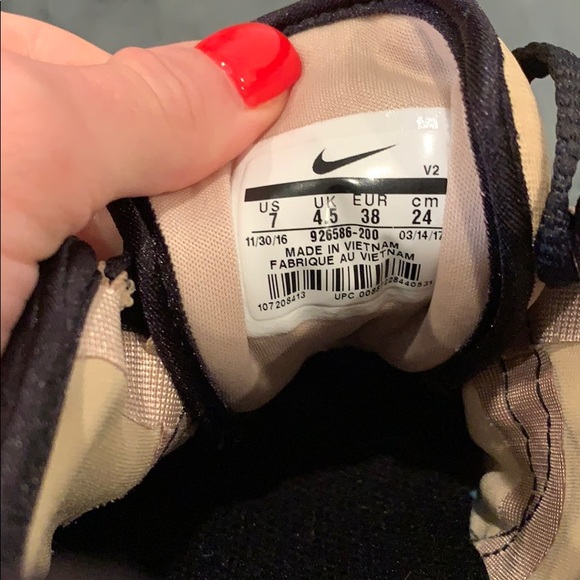 V2
US UK EUR cm
7 4.5 38 24
11/30/16 926586-200 03/14/17
MADE IN VIETNAM
FABRIQUE AU VIETNAM
107208413 UPC